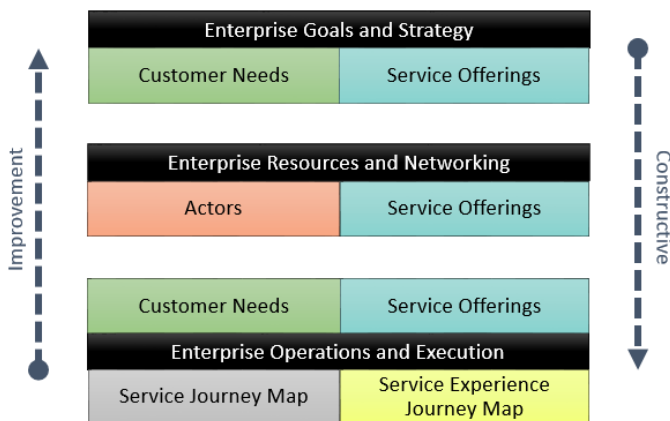 Enterprise Goals and Strategy
Customer Needs
Service Offerings
Improvement
Constructive
Enterprise Resources and Networking
Actors
Service Offerings
Customer Needs
Service Offerings
Enterprise Operations and Execution
Service Journey Map
Service Experience
Journey Map